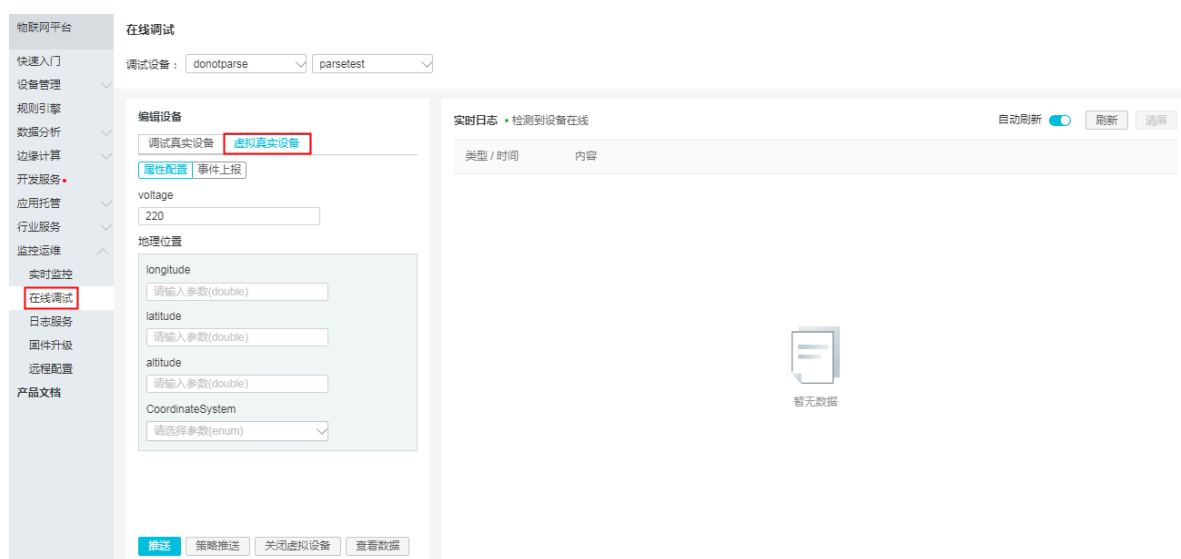 物联网平台
快速入门
设备管理
规则引擎
数据分析
边缘计算
开发服务
应用托管
行业服务
监控运维
实时监控
在线调试
日志服务
固件升级
远程配置
产品文档
在线调试
调试设备： donotparse parsetest
编辑设备
调试真实设备 虚拟真实设备
属性配置 事件上报
voltage
220
地理位置
longitude
请输入参数(double)
latitude
请输入参数(double)
altitude
请输入参数(double)
CoordinateSystem
请选择参数(enum)
推送 策略推送 关闭虚拟设备 查看数据
实时日志 • 检测到设备在线 自动刷新 刷新 清屏
类型 / 时间 内容
暂无数据